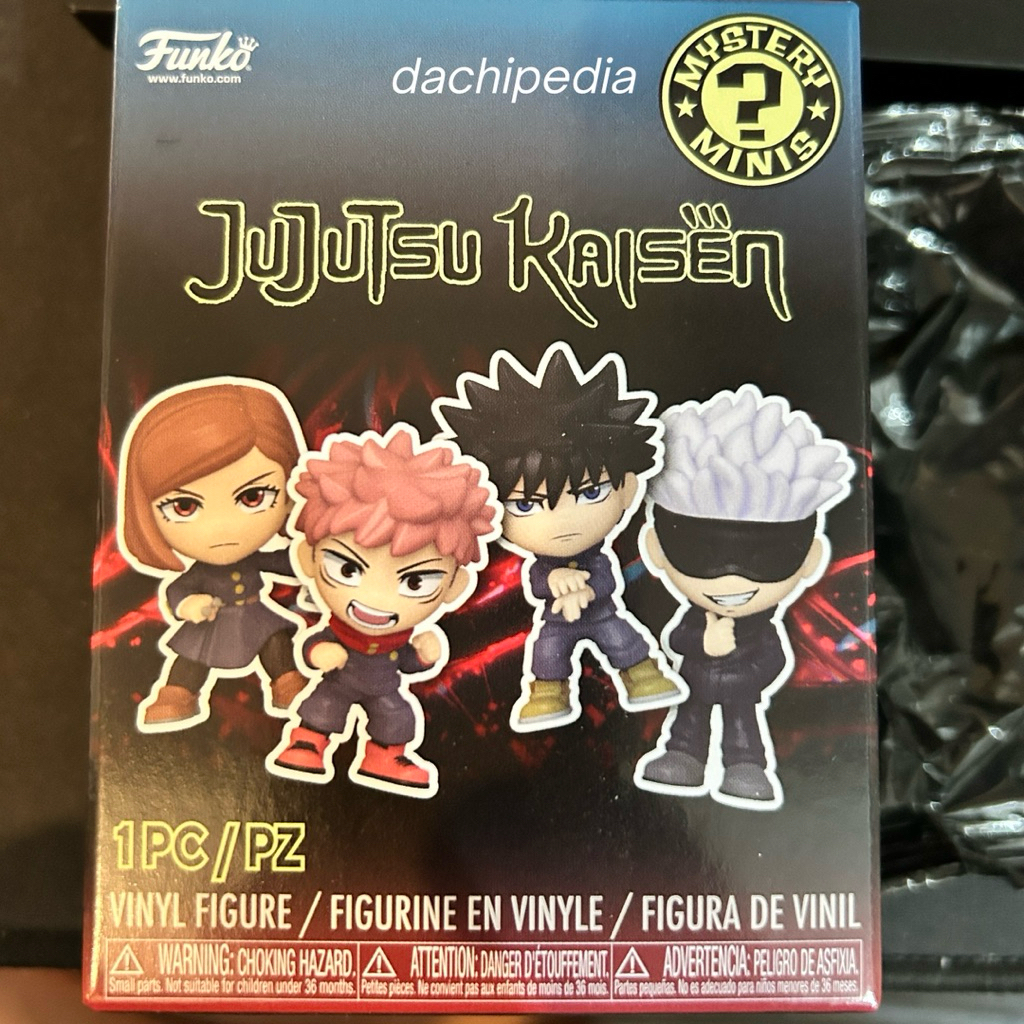 Funko
www.funko.com
dachipedia
MYSTERY
?
MINIS
JUJUTSU KAISEN
1 PC / PZ
VINYL FIGURE / FIGURINE EN VINYLE / FIGURA DE VINIL
WARNING: CHOKING HAZARD.
Small parts. Not suitable for children under 36 months.
ATTENTION: DANGER D'ÉTOUFFEMENT.
Petites pièces. Ne convient pas aux enfants de moins de 36 mois.
ADVERTENCIA: PELIGRO DE ASFIXIA.
Partes pequeñas. No es adecuado para niños menores de 36 meses.